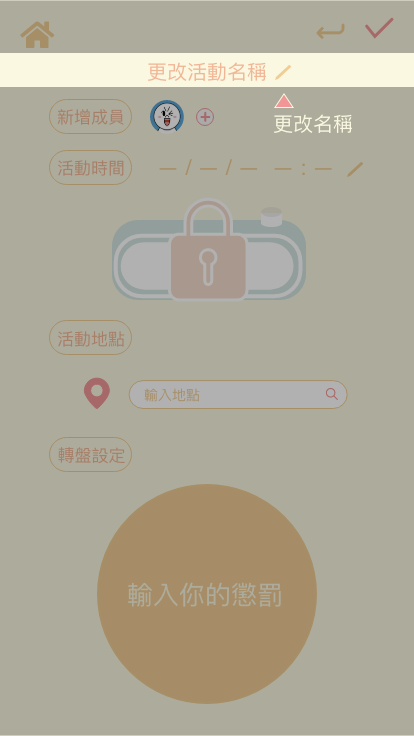 更改活動名稱
更改名稱
新增成員
活動時間
— / — / — — : —
活動地點
輸入地點
轉盤設定
輸入你的懲罰